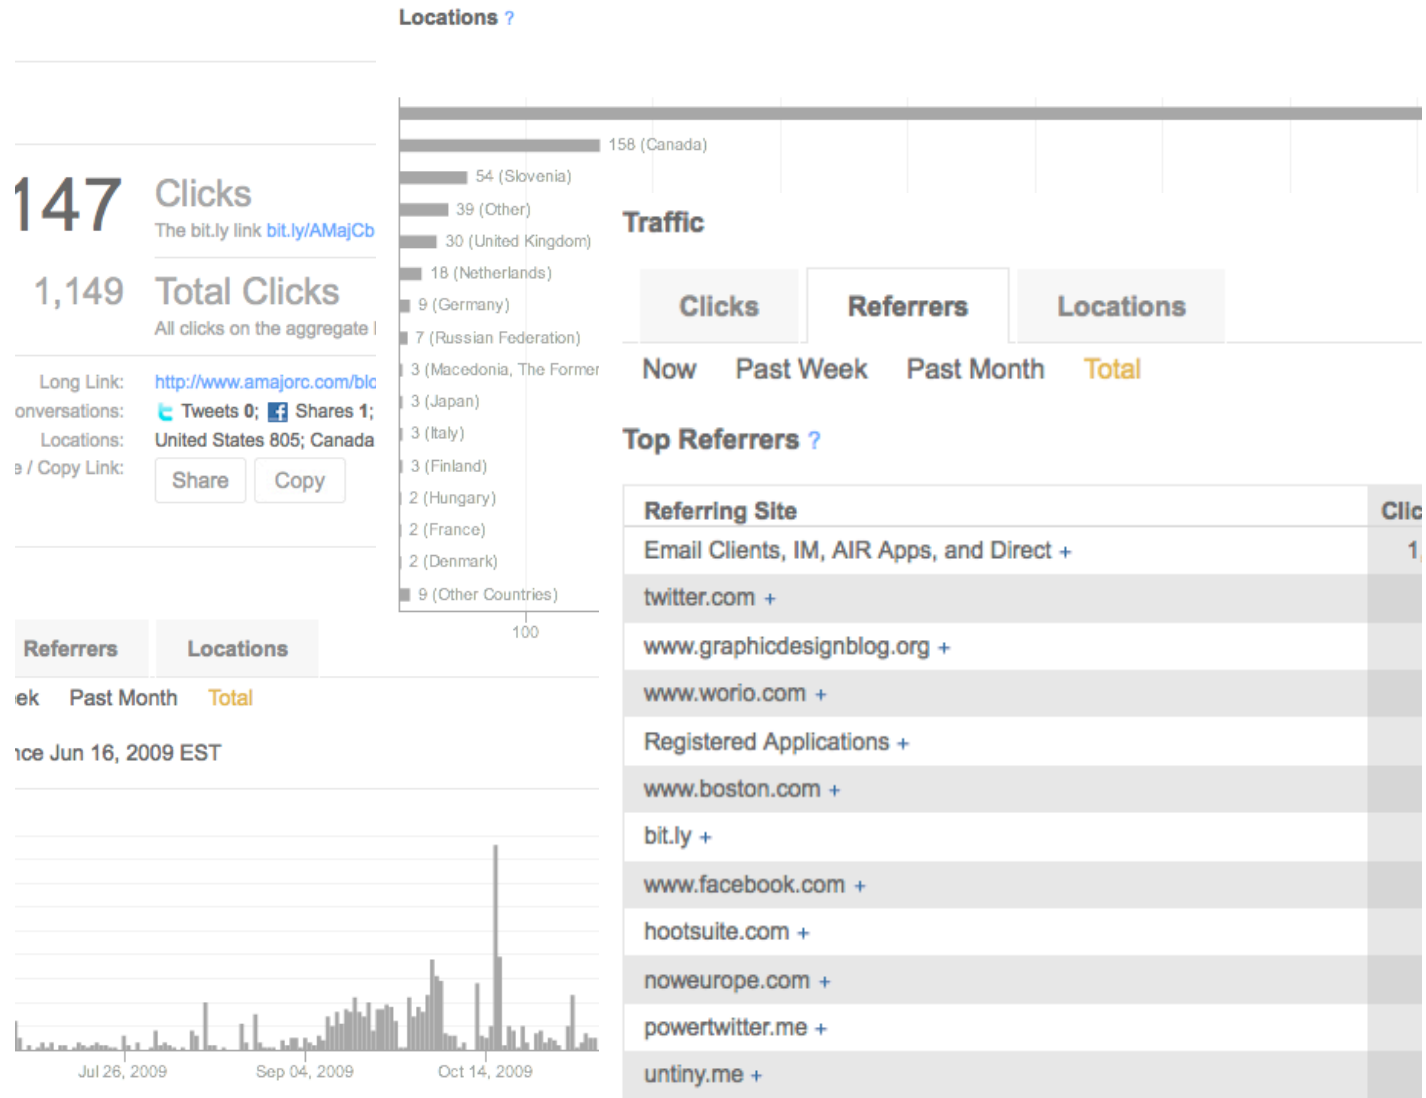 Locations ?
158 (Canada)
54 (Slovenia)
39 (Other)
30 (United Kingdom)
18 (Netherlands)
9 (Germany)
7 (Russian Federation)
3 (Macedonia, The Former
3 (Japan)
3 (Italy)
3 (Finland)
2 (Hungary)
2 (France)
2 (Denmark)
9 (Other Countries)
100
147 Clicks
The bit.ly link bit.ly/AMajCb
1,149 Total Clicks
All clicks on the aggregate
Long Link: http://www.amajorc.com/blo
onversations: Tweets 0; Shares 1;
Locations: United States 805; Canada
e / Copy Link: Share Copy
Referrers Locations
ek Past Month Total
nce Jun 16, 2009 EST
Jul 26, 2009 Sep 04, 2009 Oct 14, 2009
Traffic
Clicks Referrers Locations
Now Past Week Past Month Total
Top Referrers ?
Referring Site Clic
Email Clients, IM, AIR Apps, and Direct + 1,
twitter.com +
www.graphicdesignblog.org +
www.worio.com +
Registered Applications +
www.boston.com +
bit.ly +
www.facebook.com +
hootsuite.com +
noweurope.com +
powertwitter.me +
untiny.me +